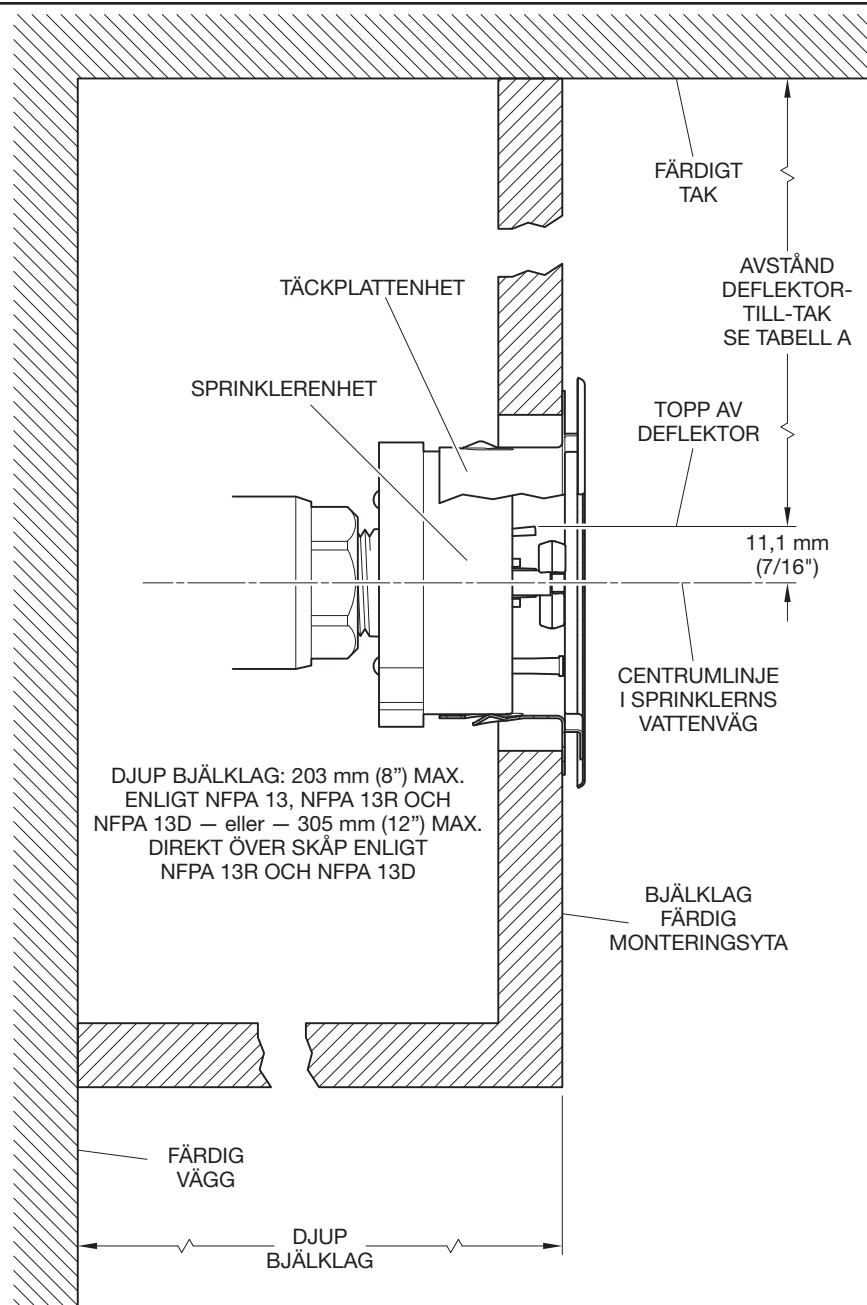 FÄRDIGT
TAK
AVSTÅND
DEFLEKTOR-
TILL-TAK
SE TABELL A
TÄCKPLATTENHET
SPRINKLERENHET
TOPP AV
DEFLEKTOR
11,1 mm
(7/16")
CENTRUMLINJE
I SPRINKLERNS
VATTENVÄG
DJUP BJÄLKLAG: 203 mm (8”) MAX.
ENLIGT NFPA 13, NFPA 13R OCH
NFPA 13D — eller — 305 mm (12”) MAX.
DIREKT ÖVER SKÅP ENLIGT
NFPA 13R OCH NFPA 13D
BJÄLKLAG
FÄRDIG
MONTERINGSYTA
FÄRDIG
VÄGG
DJUP
BJÄLKLAG